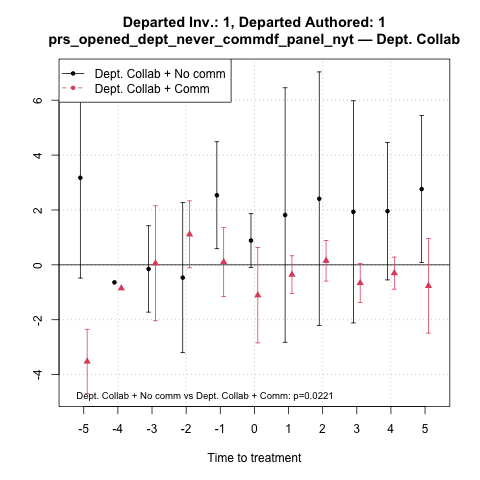 Departed Inv.: 1, Departed Authored: 1
prs_opened_dept_never_commdf_panel_nyt — Dept. Collab
Dept. Collab + No comm
Dept. Collab + Comm
6
4
2
0
-2
-4
Dept. Collab + No comm vs Dept. Collab + Comm: p=0.0221
-5 -4 -3 -2 -1 0 1 2 3 4 5
Time to treatment